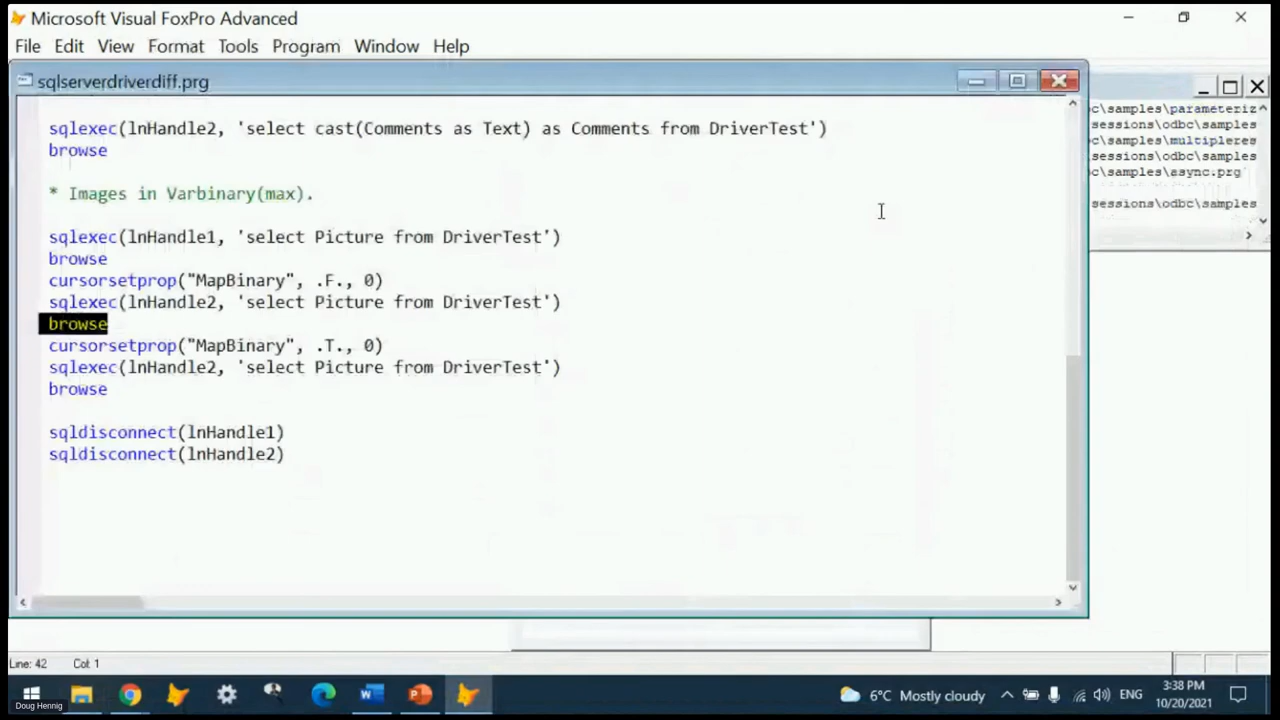 Microsoft Visual FoxPro Advanced
File Edit View Format Tools Program Window Help
sqlserverdriverdiff.prg
sqlexec(lnHandle2, 'select cast(Comments as Text) as Comments from DriverTest')
browse
* Images in Varbinary(max).
sqlexec(lnHandle1, 'select Picture from DriverTest')
browse
cursorsetprop("MapBinary", .F., 0)
sqlexec(lnHandle2, 'select Picture from DriverTest')
browse
cursorsetprop("MapBinary", .T., 0)
sqlexec(lnHandle2, 'select Picture from DriverTest')
browse
sqldisconnect(lnHandle1)
sqldisconnect(lnHandle2)
c\samples\parameteriz
sessions\odbc\samples
c\samples\multipleres
sessions\odbc\samples
c\samples\async.prg
sessions\odbc\samples
Line: 42 Col: 1
6°C Mostly cloudy
ENG
3:38 PM
10/20/2021
Doug Hennig